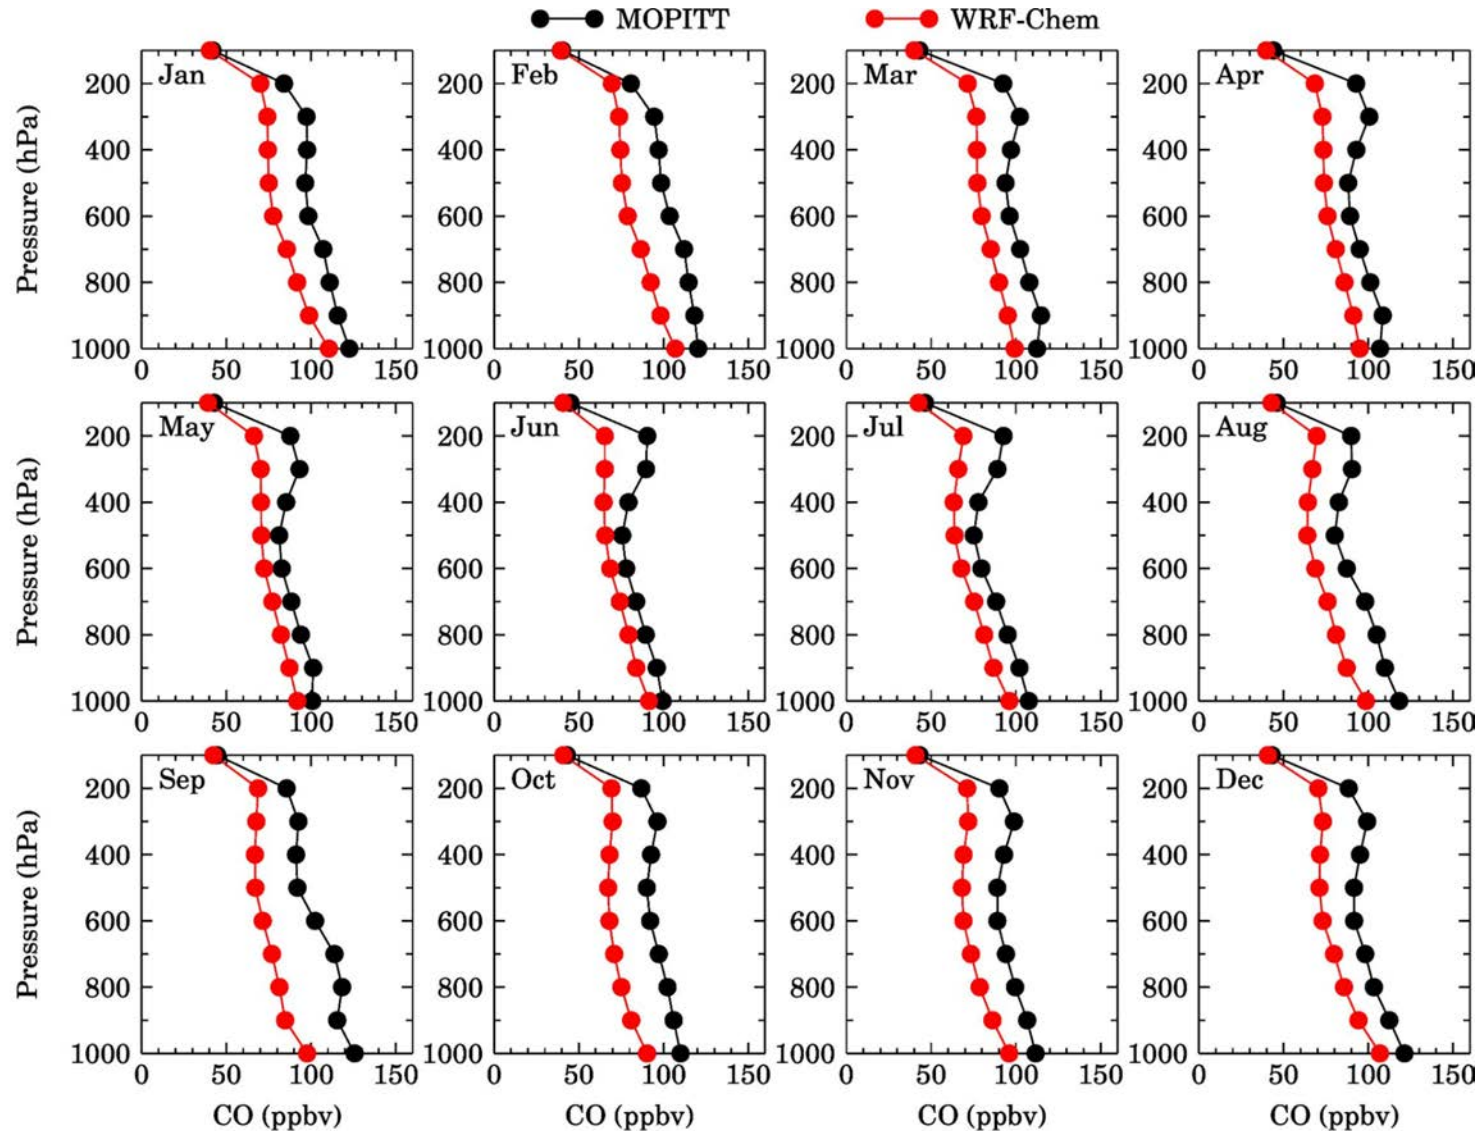 MOPITT WRF-Chem
Jan Feb Mar Apr
Pressure (hPa)
200 200 200 200
400 400 400 400
600 600 600 600
800 800 800 800
1000 1000 1000 1000
0 50 100 150 0 50 100 150 0 50 100 150 0 50 100 150
May Jun Jul Aug
Pressure (hPa)
200 200 200 200
400 400 400 400
600 600 600 600
800 800 800 800
1000 1000 1000 1000
0 50 100 150 0 50 100 150 0 50 100 150 0 50 100 150
Sep Oct Nov Dec
Pressure (hPa)
200 200 200 200
400 400 400 400
600 600 600 600
800 800 800 800
1000 1000 1000 1000
0 50 100 150 0 50 100 150 0 50 100 150 0 50 100 150
CO (ppbv) CO (ppbv) CO (ppbv) CO (ppbv)